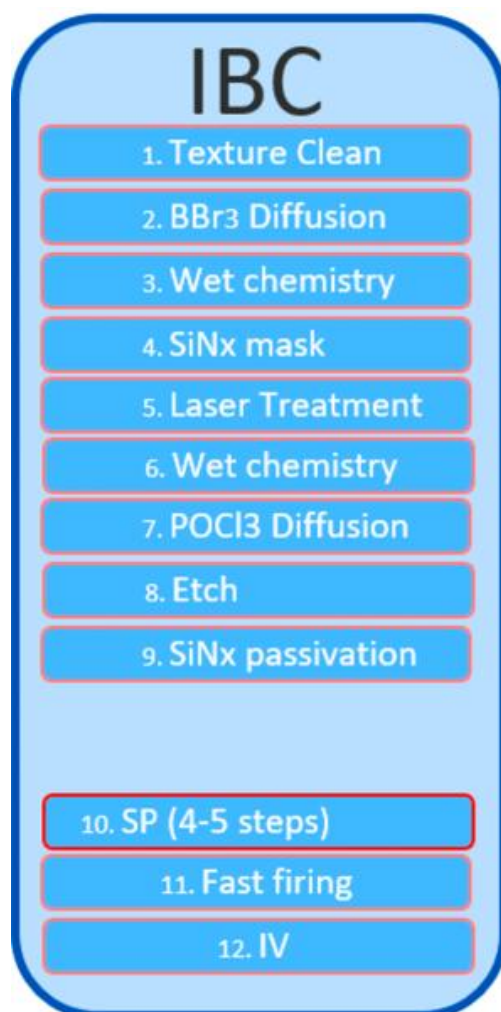 IBC
1. Texture Clean
2. BBr3 Diffusion
3. Wet chemistry
4. SiNx mask
5. Laser Treatment
6. Wet chemistry
7. POCl3 Diffusion
8. Etch
9. SiNx passivation
10. SP (4-5 steps)
11. Fast firing
12. IV